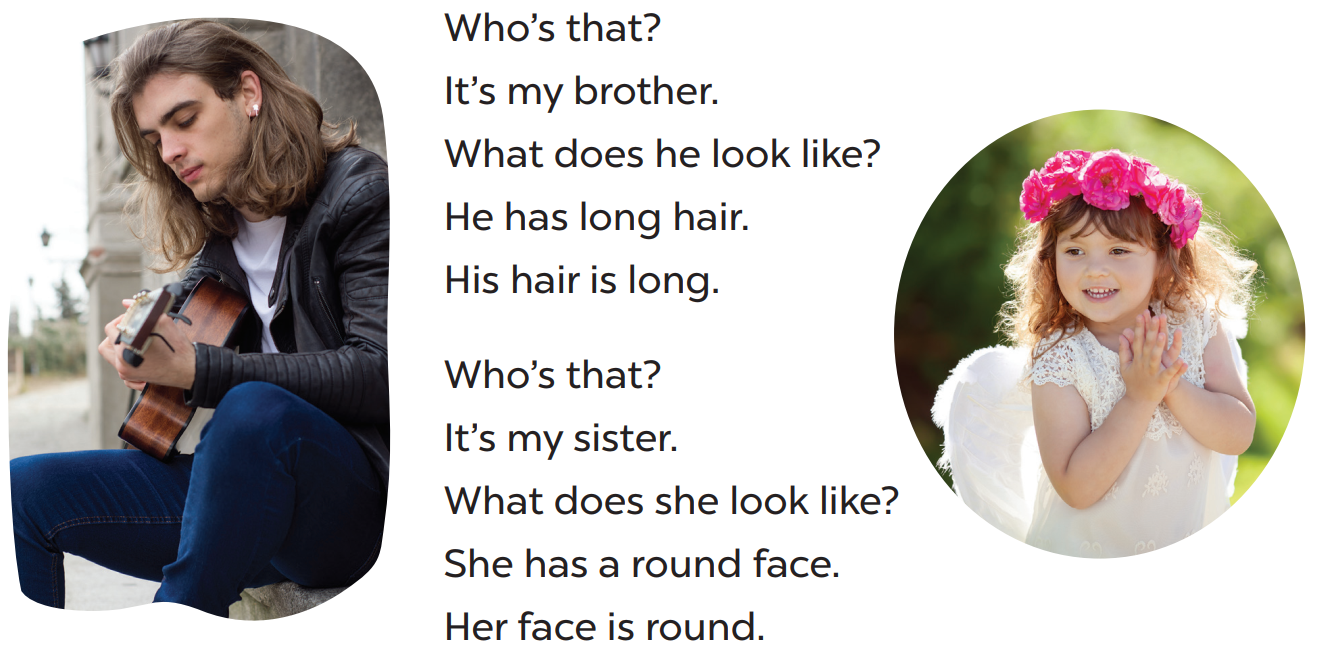 Who’s that?
It’s my brother.
What does he look like?
He has long hair.
His hair is long.
Who’s that?
It’s my sister.
What does she look like?
She has a round face.
Her face is round.